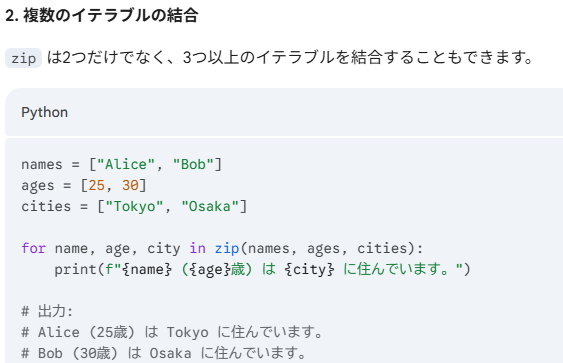 2. 複数のイテラブルの結合
zip は2つだけでなく、3つ以上のイテラブルを結合することもできます。
Python
names = ["Alice", "Bob"]
ages = [25, 30]
cities = ["Tokyo", "Osaka"]
for name, age, city in zip(names, ages, cities):
    print(f"{name} ({age}歳) は {city} に住んでいます。")
# 出力:
# Alice (25歳) は Tokyo に住んでいます。
# Bob (30歳) は Osaka に住んでいます。